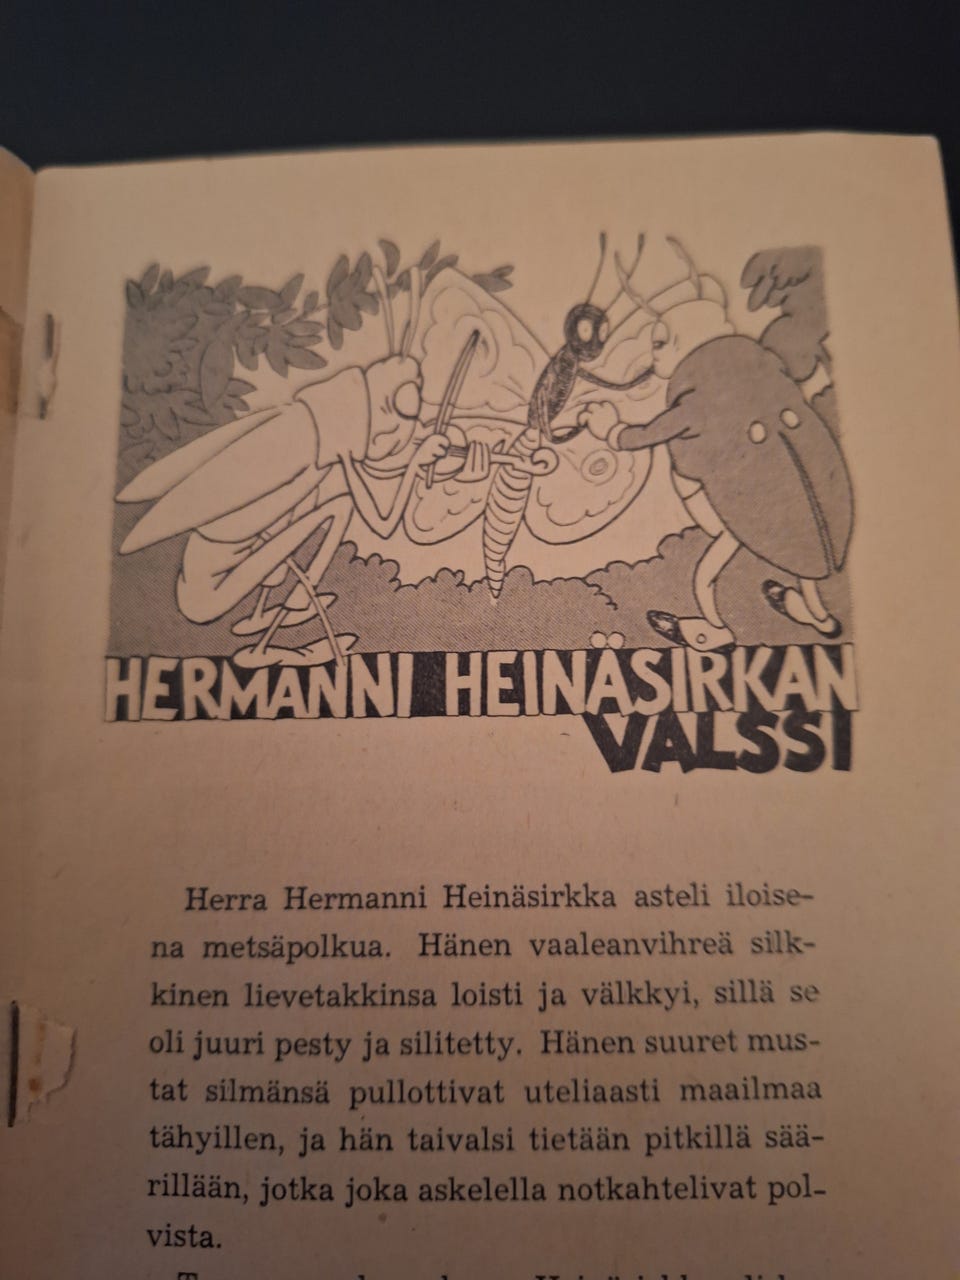 HERMANNI HEINÄSIRKAN
VALSSI
Herra Hermanni Heinäsirkka asteli iloise-
na metsäpolkua. Hänen vaaleanvihreä silk-
kinen lievetakkinsa loisti ja välkkyi, sillä se
oli juuri pesty ja silitetty. Hänen suuret mus-
tat silmänsä pullottivat uteliaasti maailmaa
tähyillen, ja hän taivalsi tietään pitkillä sää-
rillään, jotka joka askelella notkahtelivat pol-
vista.